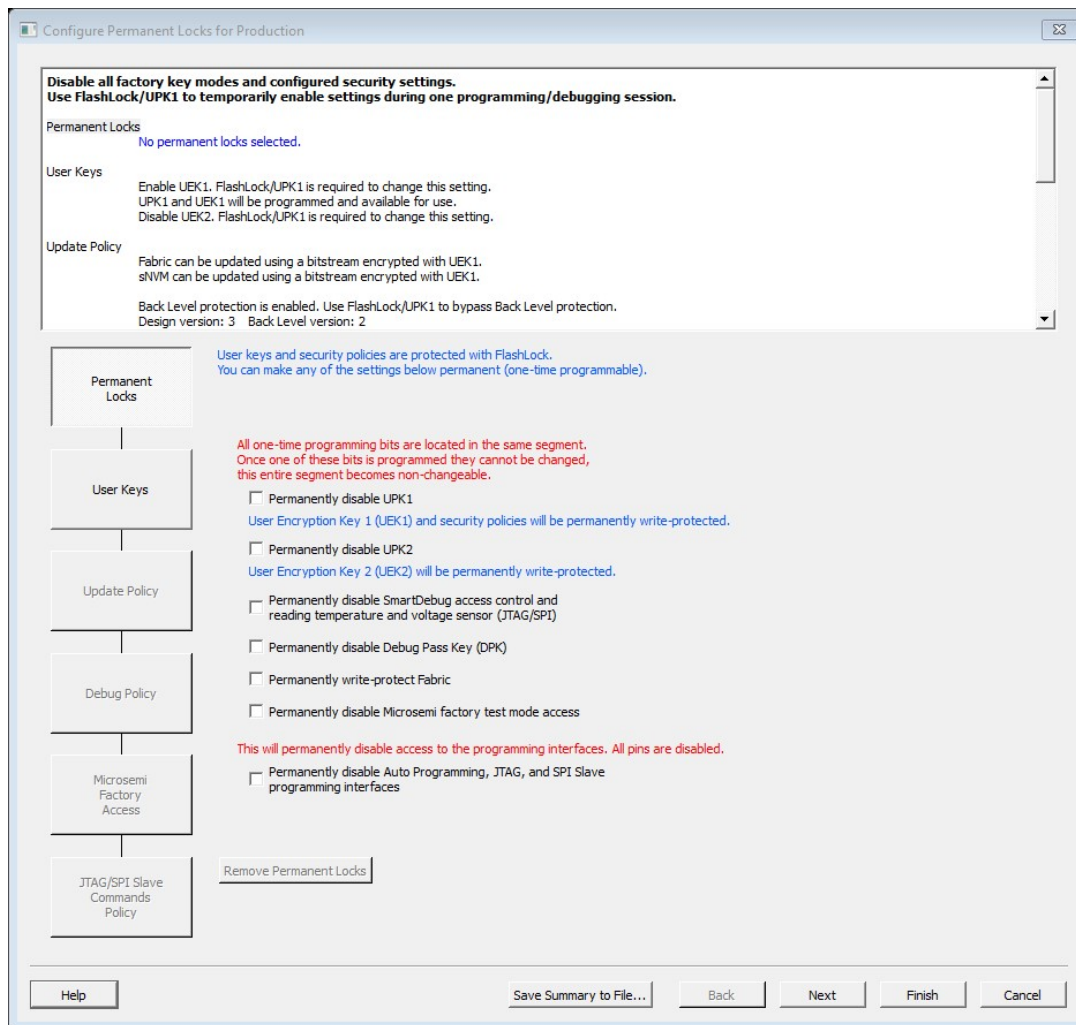 Configure Permanent Locks for Production
Disable all factory key modes and configured security settings.
Use FlashLock/UPK1 to temporarily enable settings during one programming/debugging session.
Permanent Locks
No permanent locks selected.
User Keys
Enable UEK1. FlashLock/UPK1 is required to change this setting.
UPK1 and UEK1 will be programmed and available for use.
Disable UEK2. FlashLock/UPK1 is required to change this setting.
Update Policy
Fabric can be updated using a bitstream encrypted with UEK1.
sNVM can be updated using a bitstream encrypted with UEK1.
Back Level protection is enabled. Use FlashLock/UPK1 to bypass Back Level protection.
Design version: 3 Back Level version: 2
Permanent
Locks
User keys and security policies are protected with FlashLock.
You can make any of the settings below permanent (one-time programmable).
All one-time programming bits are located in the same segment.
Once one of these bits is programmed they cannot be changed,
this entire segment becomes non-changeable.
User Keys
Permanently disable UPK1
User Encryption Key 1 (UEK1) and security policies will be permanently write-protected.
Permanently disable UPK2
User Encryption Key 2 (UEK2) will be permanently write-protected.
Update Policy
Permanently disable SmartDebug access control and
reading temperature and voltage sensor (JTAG/SPI)
Permanently disable Debug Pass Key (DPK)
Debug Policy
Permanently write-protect Fabric
Permanently disable Microsemi factory test mode access
This will permanently disable access to the programming interfaces. All pins are disabled.
Microsemi
Factory
Access
Permanently disable Auto Programming, JTAG, and SPI Slave
programming interfaces
JTAG/SPI Slave
Commands
Policy
Remove Permanent Locks
Help
Save Summary to File...
Back
Next
Finish
Cancel